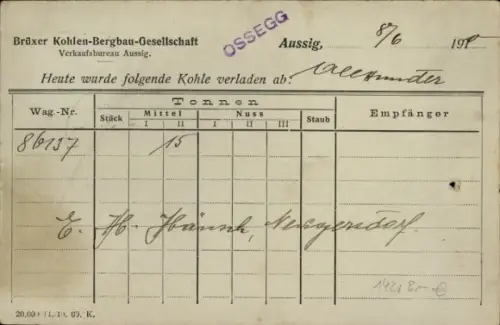 Brüxer Kohlen-Bergbau-Gesellschaft
Verkaufsbureau Aussig.
OSSEGG
Aussig, 8/6 191
Heute wurde folgende Kohle verladen ab: Alexander
Wag.-Nr. Tonnen Empfänger
Stück Mittel Nuss Staub
I II I II III
86137 15
E. A. Hänsch, Neugersdorf.